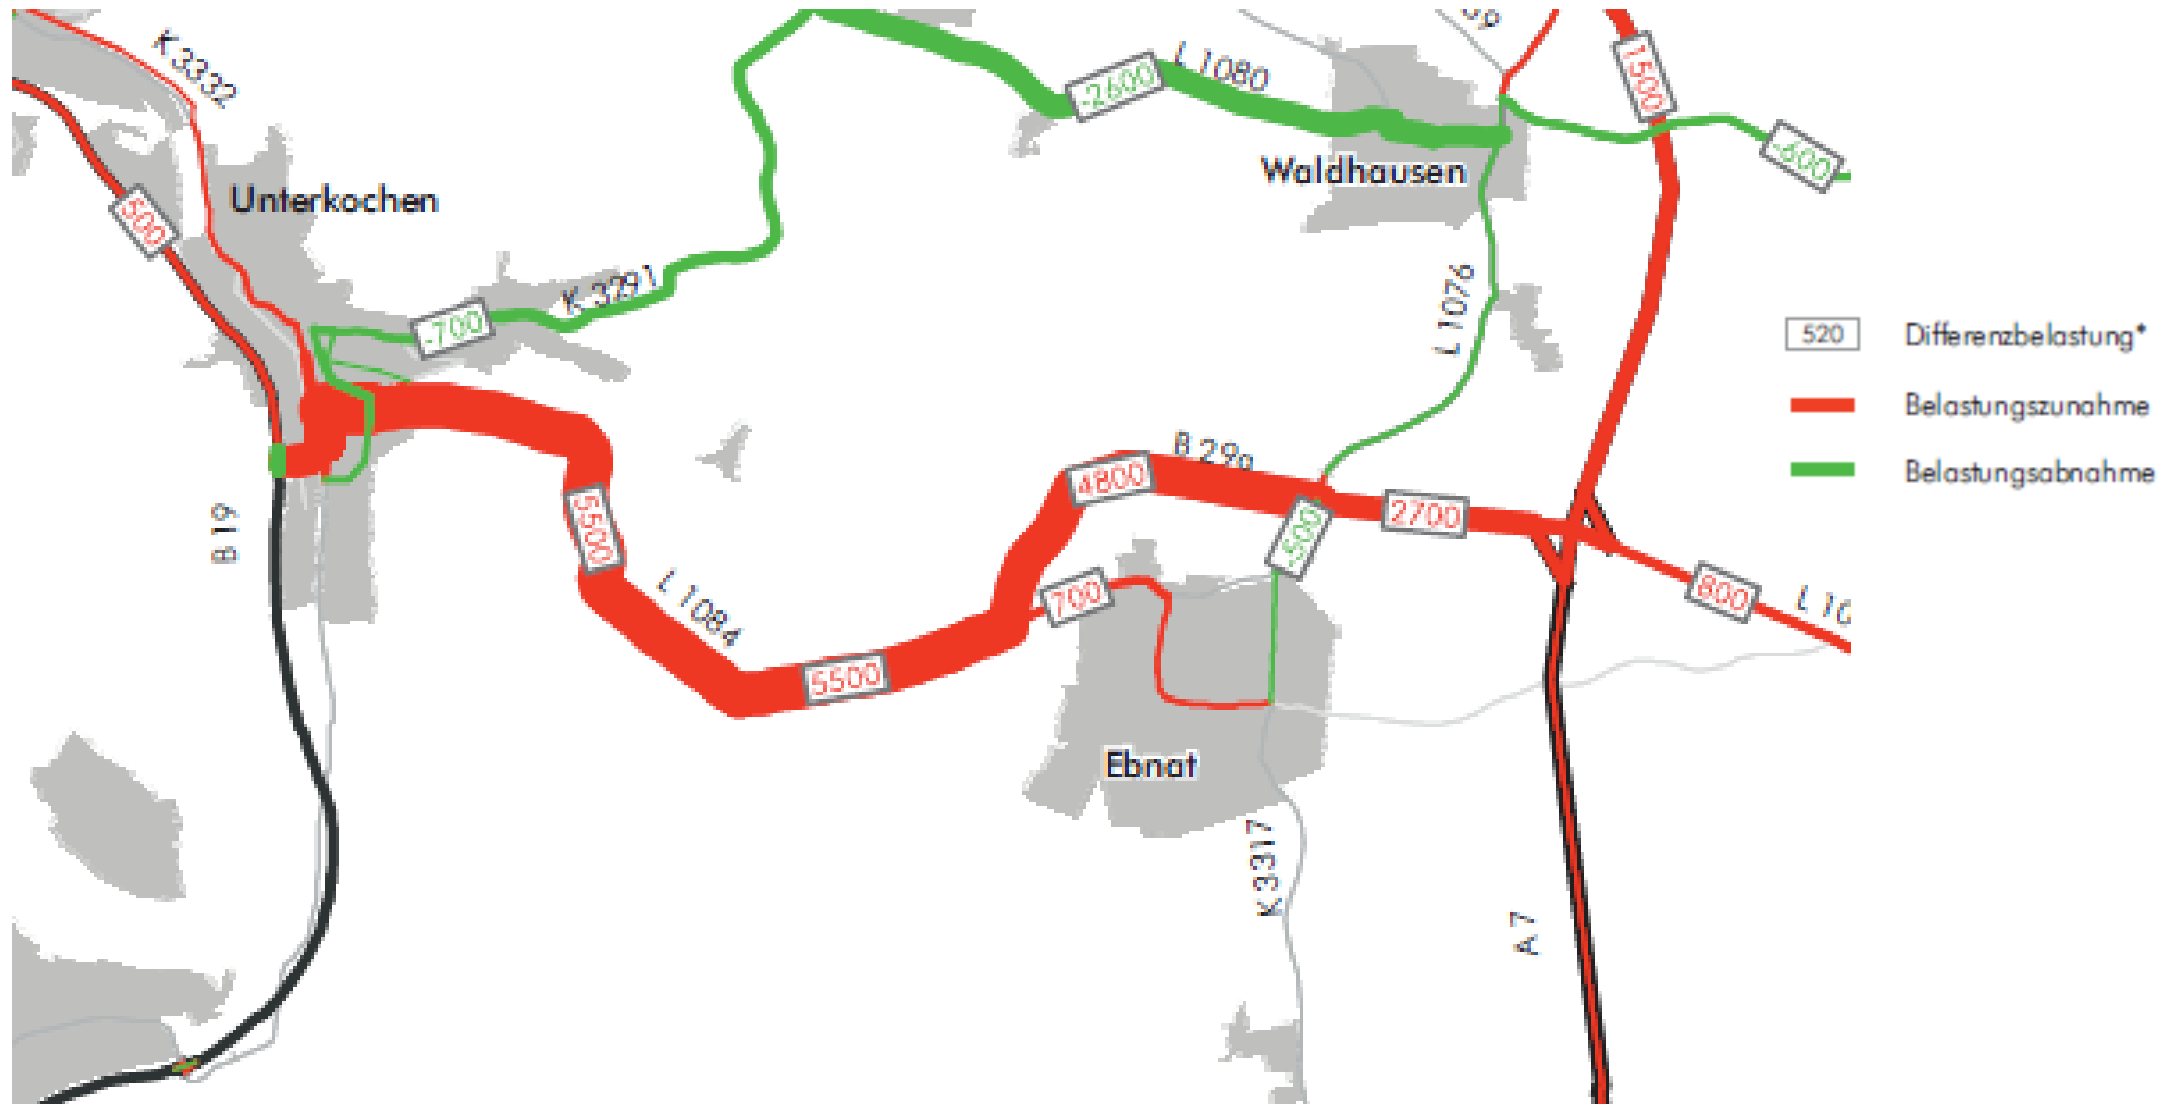 K 3332
1500
-2600
L 1080
-600
Waldhausen
Unterkochen
500
K 3291
-700
L 1076
520 Differenzbelastung*
Belastungszunahme
Belastungsabnahme
B 29a
4800
2700
5500
-500
B 19
L 1084
700
800
L 10
5500
Ebnat
K 3317
A 7